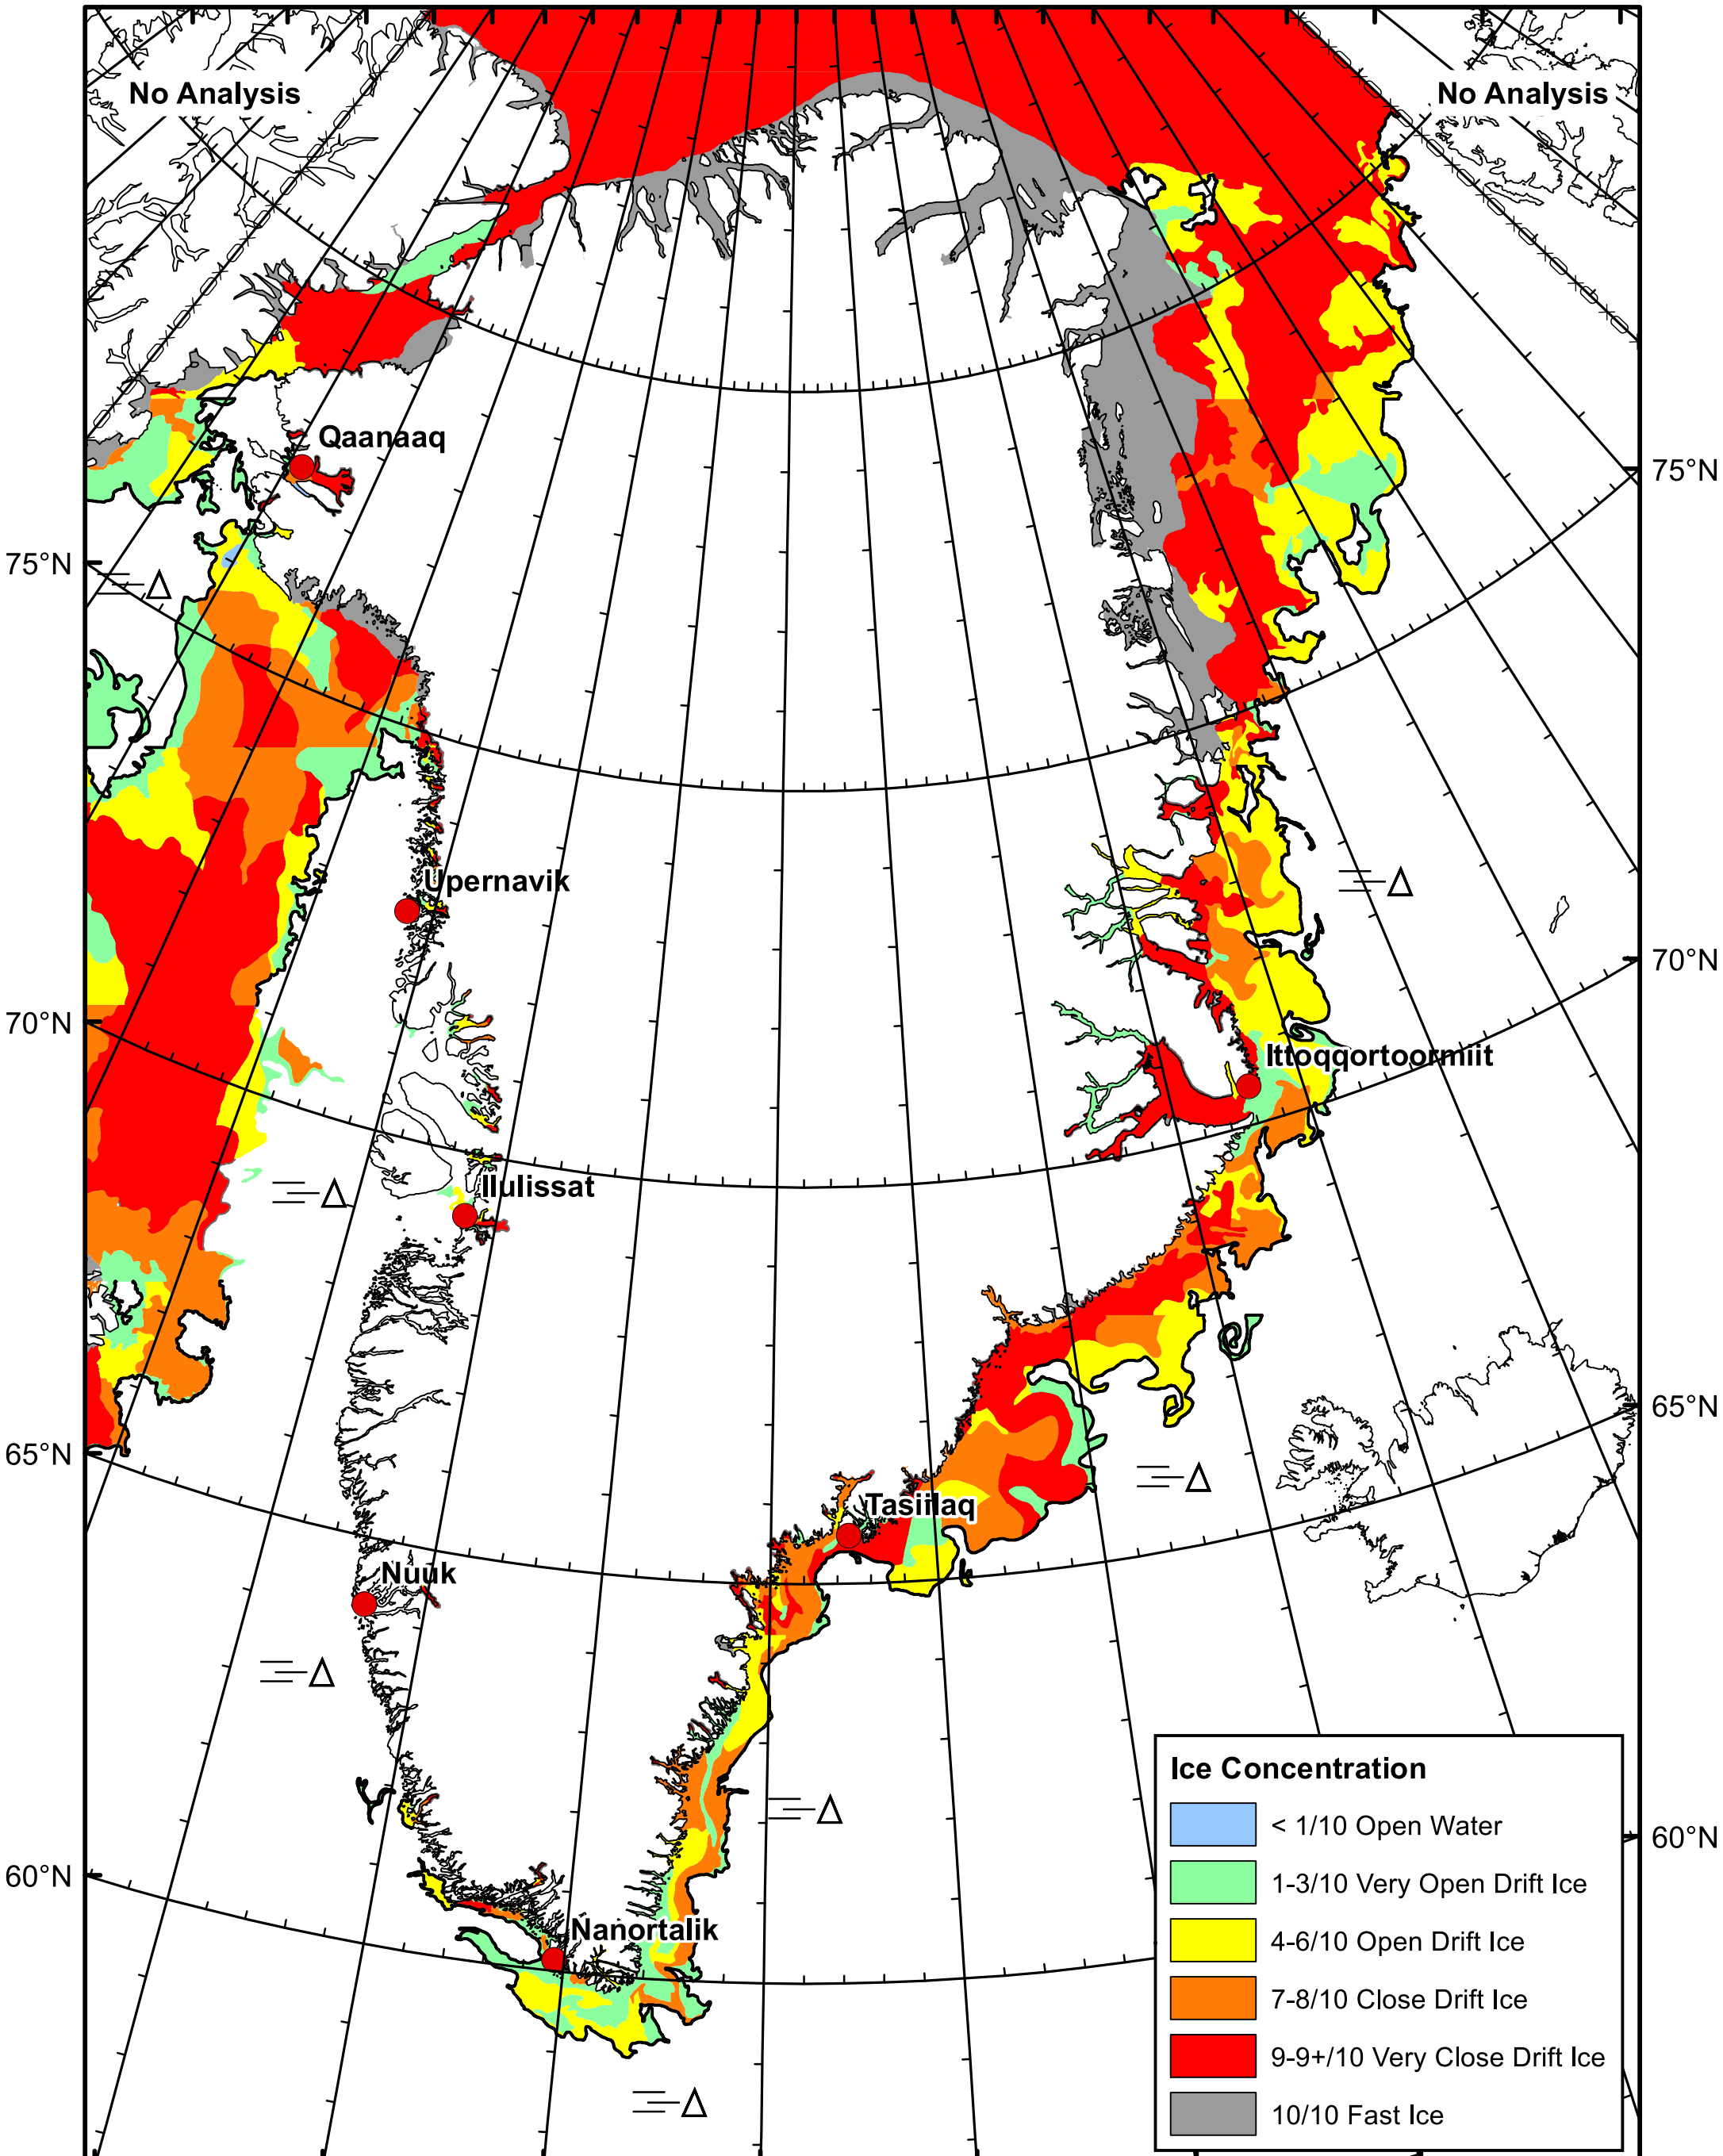 No Analysis
No Analysis
Qaanaaq
75°N
75°N
Upernavik
70°N
70°N
Ittoqqortoormiit
Ilulissat
65°N
65°N
Tasiilaq
Nuuk
60°N
60°N
Nanortalik
Ice Concentration
< 1/10 Open Water
1-3/10 Very Open Drift Ice
4-6/10 Open Drift Ice
7-8/10 Close Drift Ice
9-9+/10 Very Close Drift Ice
10/10 Fast Ice